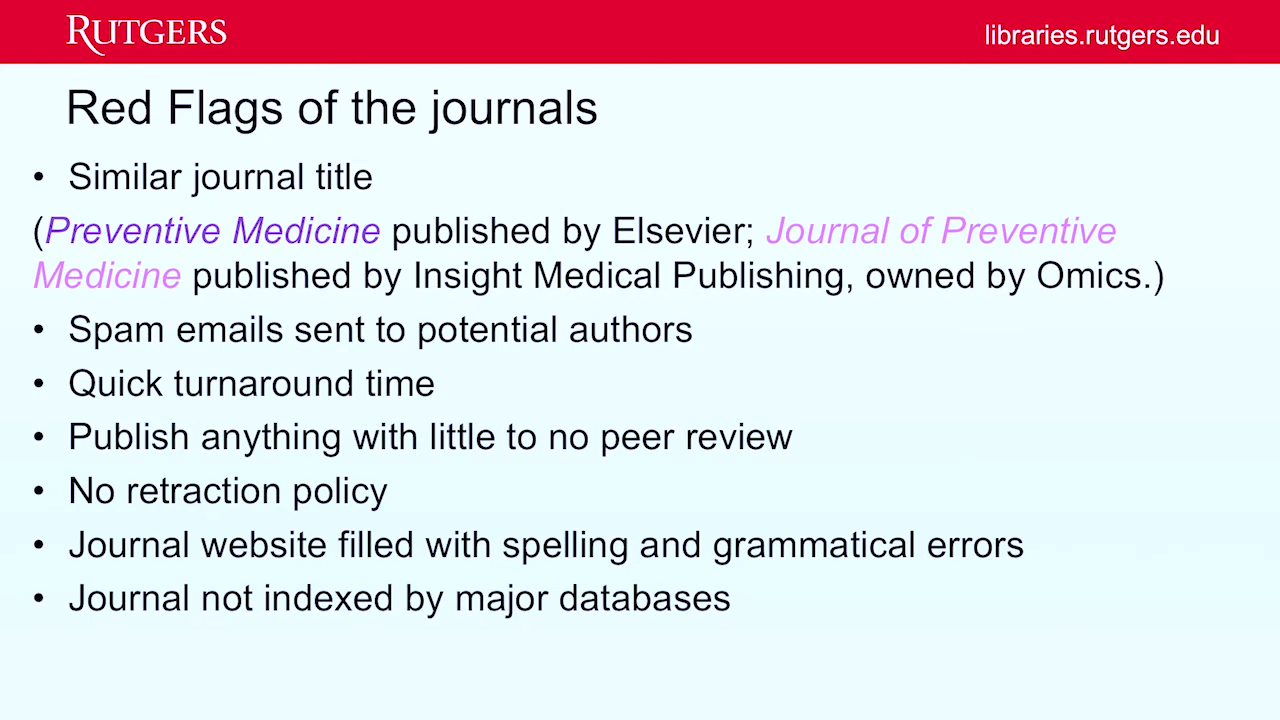 RUTGERS
libraries.rutgers.edu
Red Flags of the journals
• Similar journal title
(Preventive Medicine published by Elsevier; Journal of Preventive
Medicine published by Insight Medical Publishing, owned by Omics.)
• Spam emails sent to potential authors
• Quick turnaround time
• Publish anything with little to no peer review
• No retraction policy
• Journal website filled with spelling and grammatical errors
• Journal not indexed by major databases